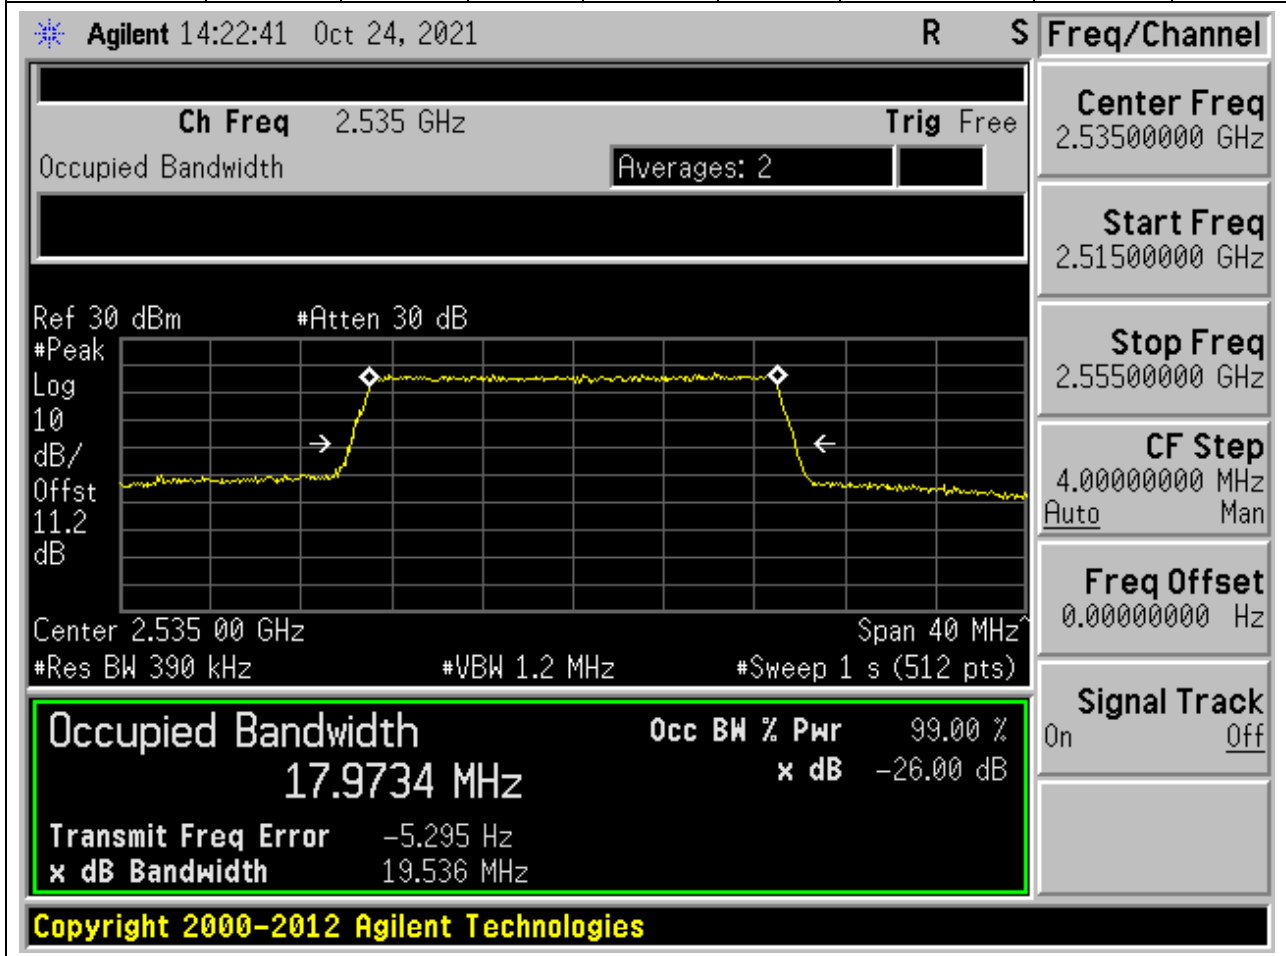 Agilent 14:22:41 Oct 24, 2021 R S Freq/Channel
Ch Freq 2.535 GHz Trig Free
Occupied Bandwidth Averages: 2
Center Freq
2.53500000 GHz
Start Freq
2.51500000 GHz
Stop Freq
2.55500000 GHz
CF Step
4.00000000 MHz
Auto Man
Freq Offset
0.00000000 Hz
Signal Track
On Off
Ref 30 dBm #Atten 30 dB
#Peak
Log
10
dB/
Offst
11.2
dB
Center 2.535 00 GHz Span 40 MHz^
#Res BW 390 kHz #VBW 1.2 MHz #Sweep 1 s (512 pts)
Occupied Bandwidth Occ BW % Pwr 99.00 %
17.9734 MHz x dB -26.00 dB
Transmit Freq Error -5.295 Hz
x dB Bandwidth 19.536 MHz
Copyright 2000-2012 Agilent Technologies